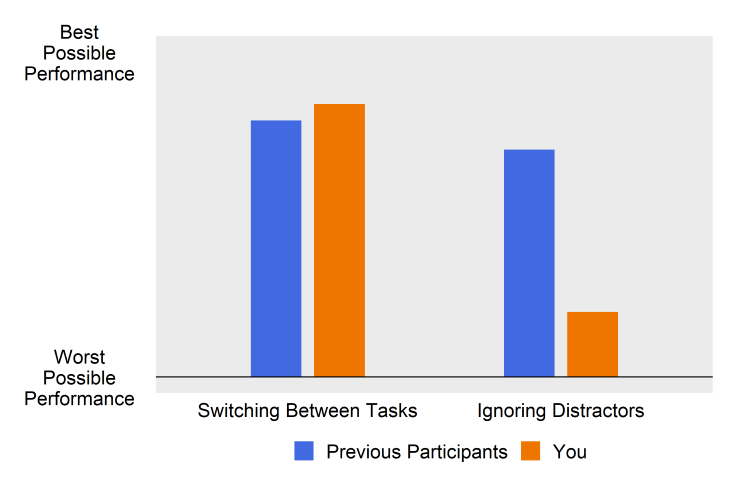 Best
Possible
Performance
Worst
Possible
Performance
Switching Between Tasks
Ignoring Distractors
Previous Participants
You